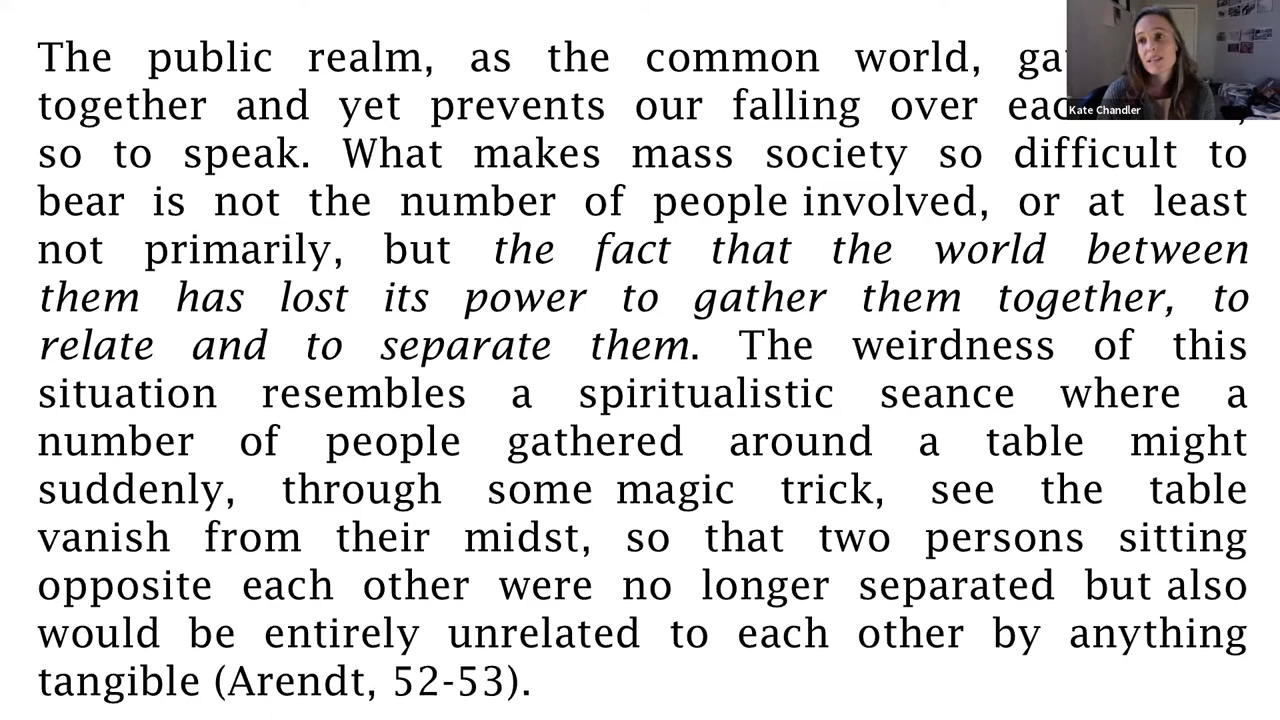 The public realm, as the common world,
Kate Chandler
together and yet prevents our falling over
so to speak. What makes mass society so difficult to
bear is not the number of people involved, or at least
not primarily, but the fact that the world between
them has lost its power to gather them together, to
relate and to separate them. The weirdness of this
situation resembles a spiritualistic seance where a
number of people gathered around a table might
suddenly, through some magic trick, see the table
vanish from their midst, so that two persons sitting
opposite each other were no longer separated but also
would be entirely unrelated to each other by anything
tangible (Arendt, 52-53).